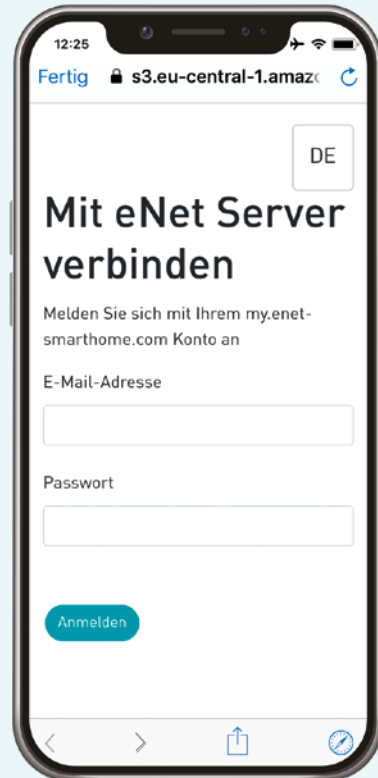 12:25
Fertig s3.eu-central-1.amazo
DE
Mit eNet Server
verbinden
Melden Sie sich mit Ihrem my.enet-
smarthome.com Konto an
E-Mail-Adresse
Passwort
Anmelden